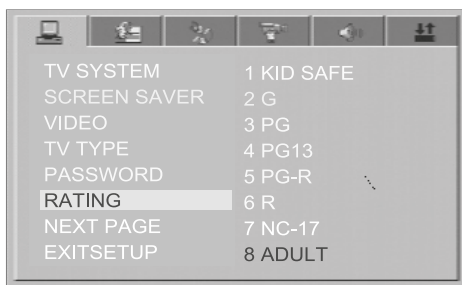 TV SYSTEM
SCREEN SAVER
VIDEO
TV TYPE
PASSWORD
RATING
NEXT PAGE
EXITSETUP
1 KID SAFE
2 G
3 PG
4 PG13
5 PG-R
6 R
7 NC-17
8 ADULT